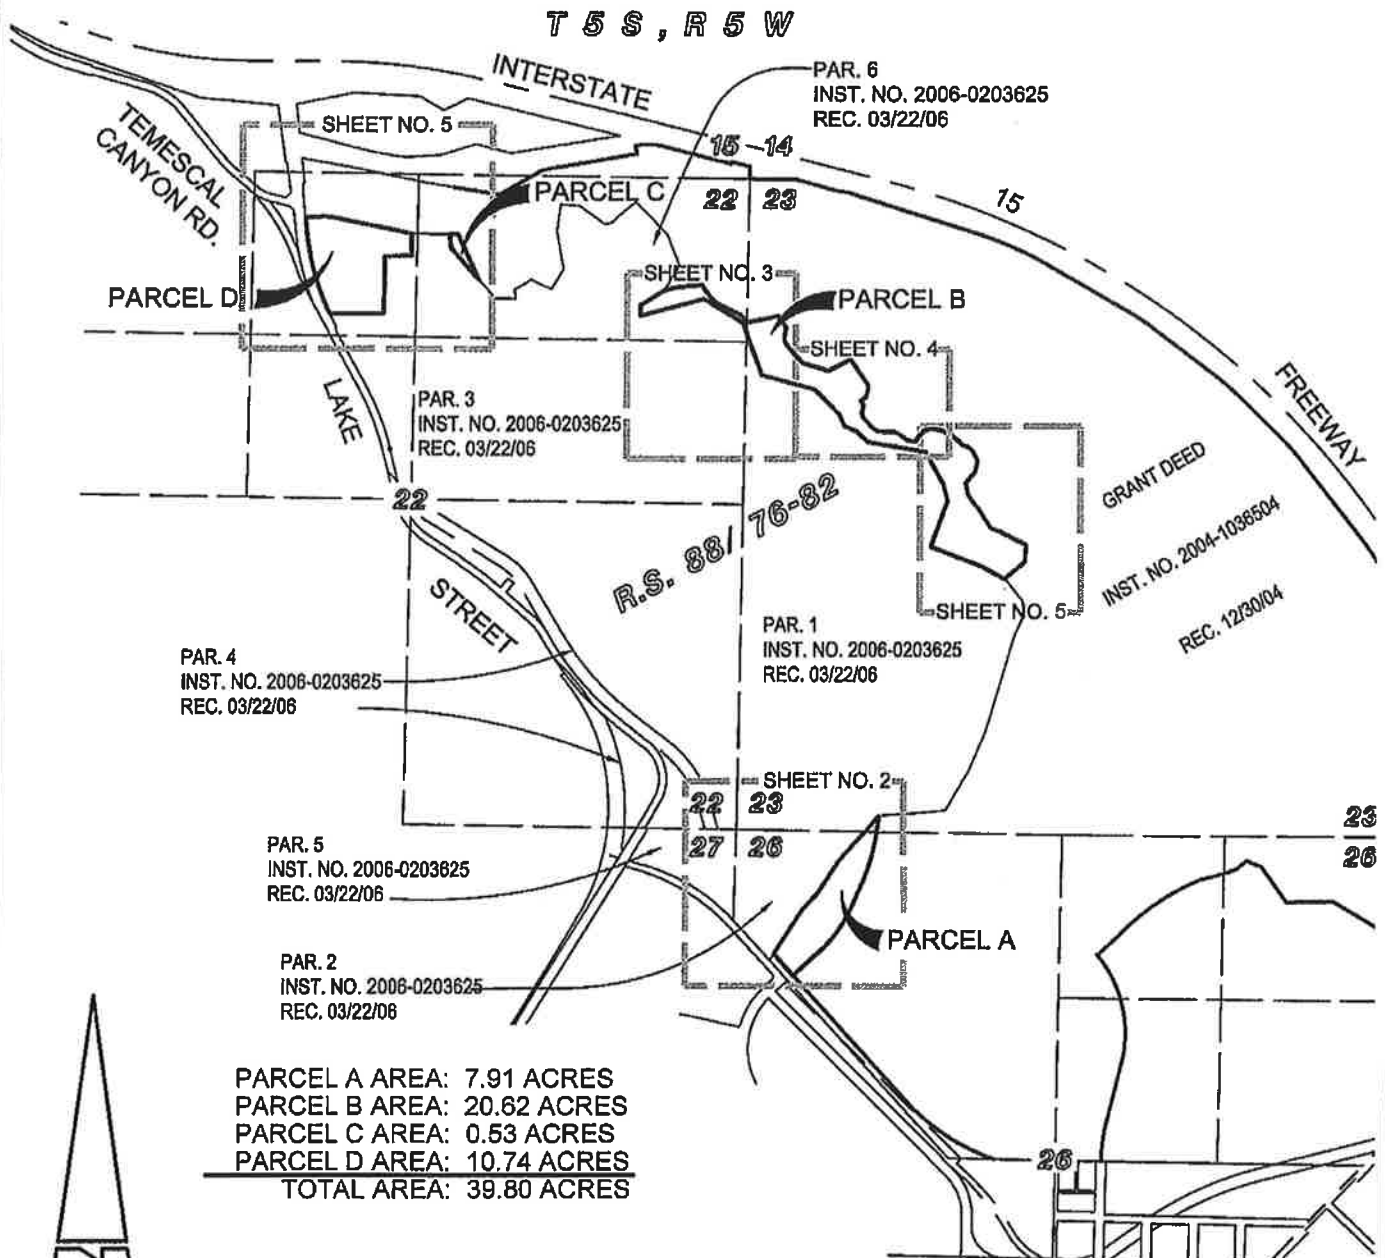 T 5 S, R 5 W
INTERSTATE
PAR. 6
INST. NO. 2006-0203625
REC. 03/22/06
TEMESCAL
CANYON RD.
SHEET NO. 5
15 14
22 23
15
PARCEL C
PARCEL D
SHEET NO. 3
PARCEL B
SHEET NO. 4
FREEWAY
LAKE
PAR. 3
INST. NO. 2006-0203625
REC. 03/22/06
22
R.S. 88/ 76-82
GRANT DEED
INST. NO. 2004-1036504
REC. 12/30/04
STREET
SHEET NO. 5
PAR. 1
INST. NO. 2006-0203625
REC. 03/22/06
PAR. 4
INST. NO. 2006-0203625
REC. 03/22/06
SHEET NO. 2
22 23
27 26
23
26
PAR. 5
INST. NO. 2006-0203625
REC. 03/22/06
PARCEL A
PAR. 2
INST. NO. 2006-0203625
REC. 03/22/06
PARCEL A AREA: 7.91 ACRES
PARCEL B AREA: 20.62 ACRES
PARCEL C AREA: 0.53 ACRES
PARCEL D AREA: 10.74 ACRES
TOTAL AREA: 39.80 ACRES
26